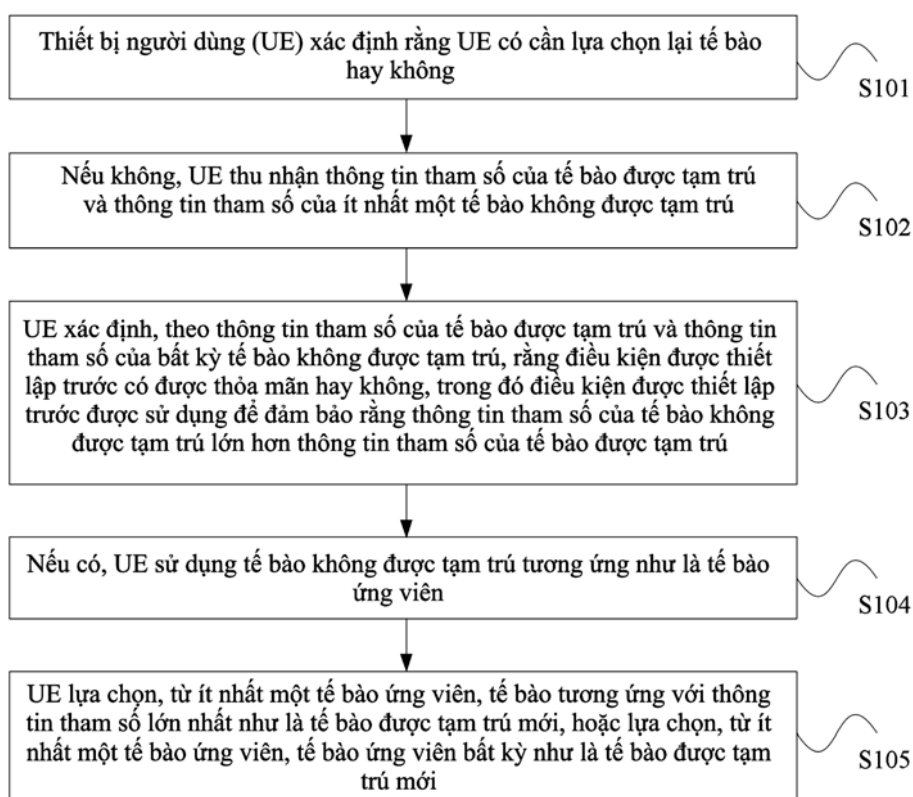 Thiết bị người dùng (UE) xác định rằng UE có cần lựa chọn lại tế bào
hay không
S101
Nếu không, UE thu nhận thông tin tham số của tế bào được tạm trú
và thông tin tham số của ít nhất một tế bào không được tạm trú
S102
UE xác định, theo thông tin tham số của tế bào được tạm trú và thông tin
tham số của bất kỳ tế bào không được tạm trú, rằng điều kiện được thiết
lập trước có được thỏa mãn hay không, trong đó điều kiện được thiết lập
trước được sử dụng để đảm bảo rằng thông tin tham số của tế bào không
được tạm trú lớn hơn thông tin tham số của tế bào được tạm trú
S103
Nếu có, UE sử dụng tế bào không được tạm trú tương ứng như là tế bào
ứng viên
S104
UE lựa chọn, từ ít nhất một tế bào ứng viên, tế bào tương ứng với thông
tin tham số lớn nhất như là tế bào được tạm trú mới, hoặc lựa chọn, từ ít
nhất một tế bào ứng viên, tế bào ứng viên bất kỳ như là tế bào được tạm
trú mới
S105